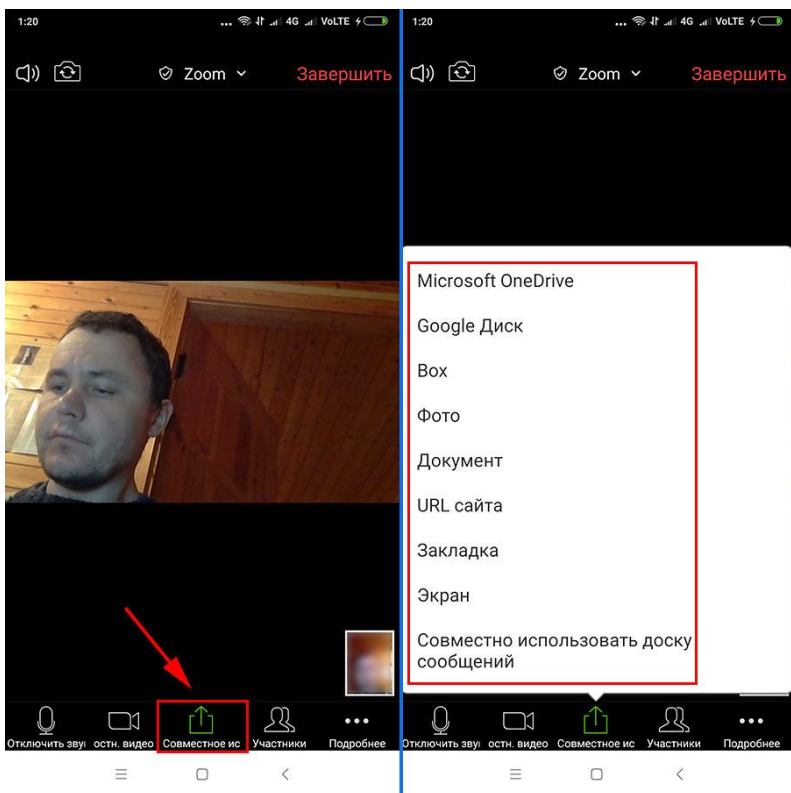 1:20
... 4G VoLTE
Zoom
Завершить
Отключить зву
остн. видео
Совместное ис
Участники
Подробнее
1:20
... 4G VoLTE
Zoom
Завершить
Microsoft OneDrive
Google Диск
Box
Фото
Документ
URL сайта
Закладка
Экран
Совместно использовать доску
сообщений
Отключить зву
остн. видео
Совместное ис
Участники
Подробнее